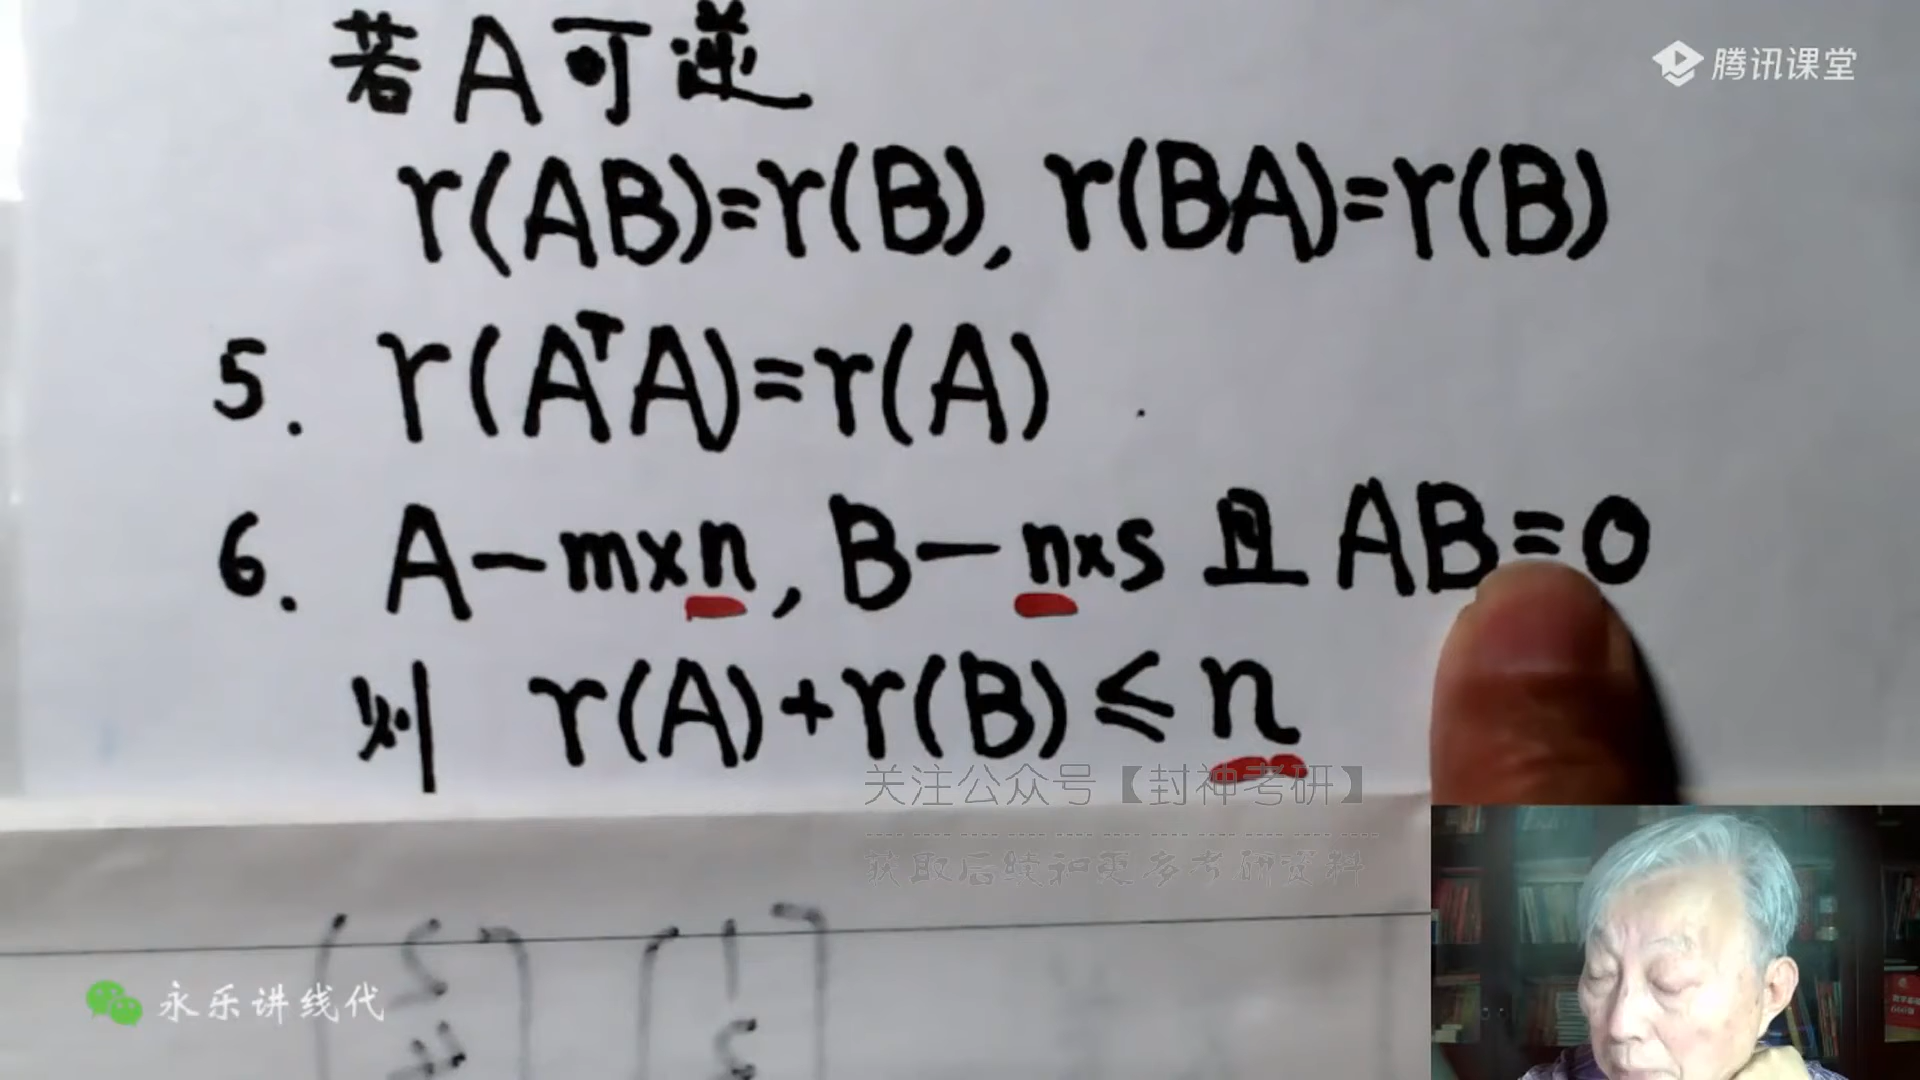 若A可逆
腾讯课堂
r(AB)=r(B), r(BA)=r(B)
5. r(AᵀA)=r(A)
6. A－m×n, B－n×s 且 AB=0
则 r(A)+r(B)≤n
关注公众号【封神考研】
获取后续和更多考研资料
永乐讲线代